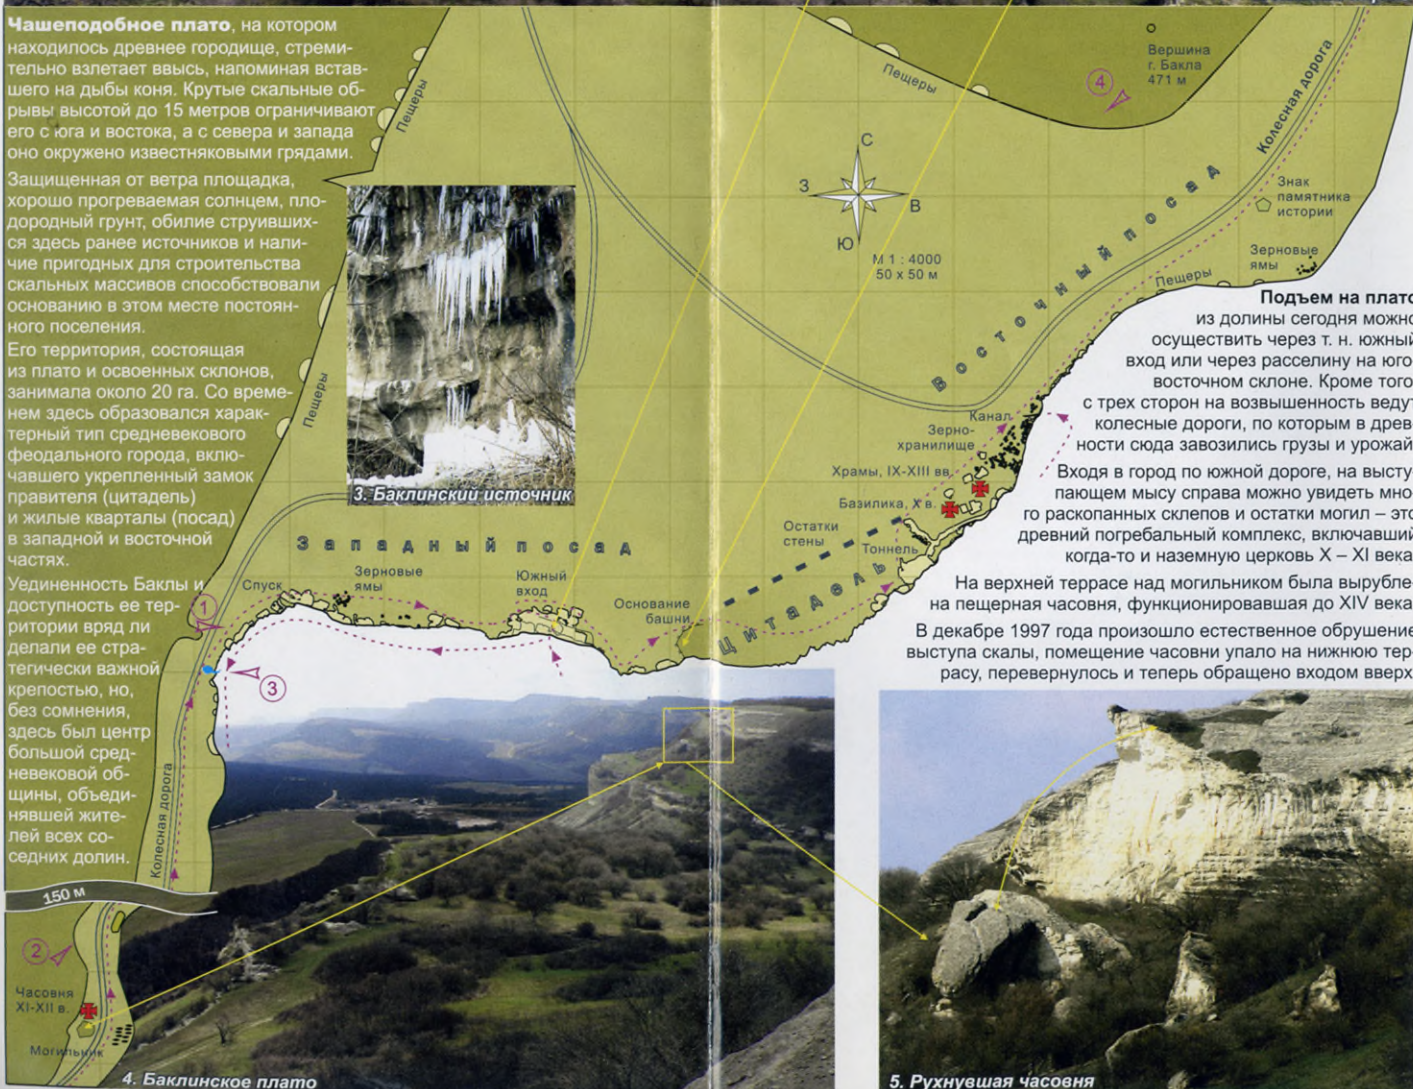 Чашеподобное плато, на котором
находилось древнее городище, стреми-
тельно взлетает ввысь, напоминая встав-
шего на дыбы коня. Крутые скальные об-
рывы высотой до 15 метров ограничивают
его с юга и востока, а с севера и запада
оно окружено известняковыми грядами.
Защищенная от ветра площадка,
хорошо прогреваемая солнцем, пло-
дородный грунт, обилие струивших-
ся здесь ранее источников и нали-
чие пригодных для строительства
скальных массивов способствовали
основанию в этом месте постоян-
ного поселения.
Его территория, состоящая
из плато и освоенных склонов,
занимала около 20 га. Со време-
нем здесь образовался харак-
терный тип средневекового
феодального города, вклю-
чавшего укрепленный замок
правителя (цитадель)
и жилые кварталы (посад)
в западной и восточной
частях.
Уединенность Баклы и
доступность ее тер-
ритории вряд ли
делали ее стра-
тегически важной
крепостью, но,
без сомнения,
здесь был центр
большой сред-
невековой об-
щины, объеди-
нявшей жите-
лей всех со-
седних долин.
Пещеры
Пещеры
Пещеры
4
Вершина
г. Бакла
471 м
Колесная дорога
С
З
В
Ю
М 1 : 4000
50 х 50 м
Знак
памятника
истории
Зерновые
ямы
Пещеры
Восточный посад
3. Баклинский источник
Канал
Зерно-
хранилище
Храмы, IX-XIII вв.
Базилика, X в.
Остатки
стены
Тоннель
Цитадель
Западный посад
Спуск
Зерновые
ямы
Южный
вход
Основание
башни
1
3
Колесная дорога
150 м
2
Часовня
XI-XII в.
Могильник
Подъем на плато
из долины сегодня можно
осуществить через т. н. южный
вход или через расселину на юго-
восточном склоне. Кроме того,
с трех сторон на возвышенность ведут
колесные дороги, по которым в древ-
ности сюда завозились грузы и урожай.
Входя в город по южной дороге, на высту-
пающем мысу справа можно увидеть мно-
го раскопанных склепов и остатки могил – это
древний погребальный комплекс, включавший
когда-то и наземную церковь X – XI века.
На верхней террасе над могильником была вырубле-
на пещерная часовня, функционировавшая до XIV века.
В декабре 1997 года произошло естественное обрушение
выступа скалы, помещение часовни упало на нижнюю тер-
расу, перевернулось и теперь обращено входом вверх.
4. Баклинское плато
5. Рухнувшая часовня